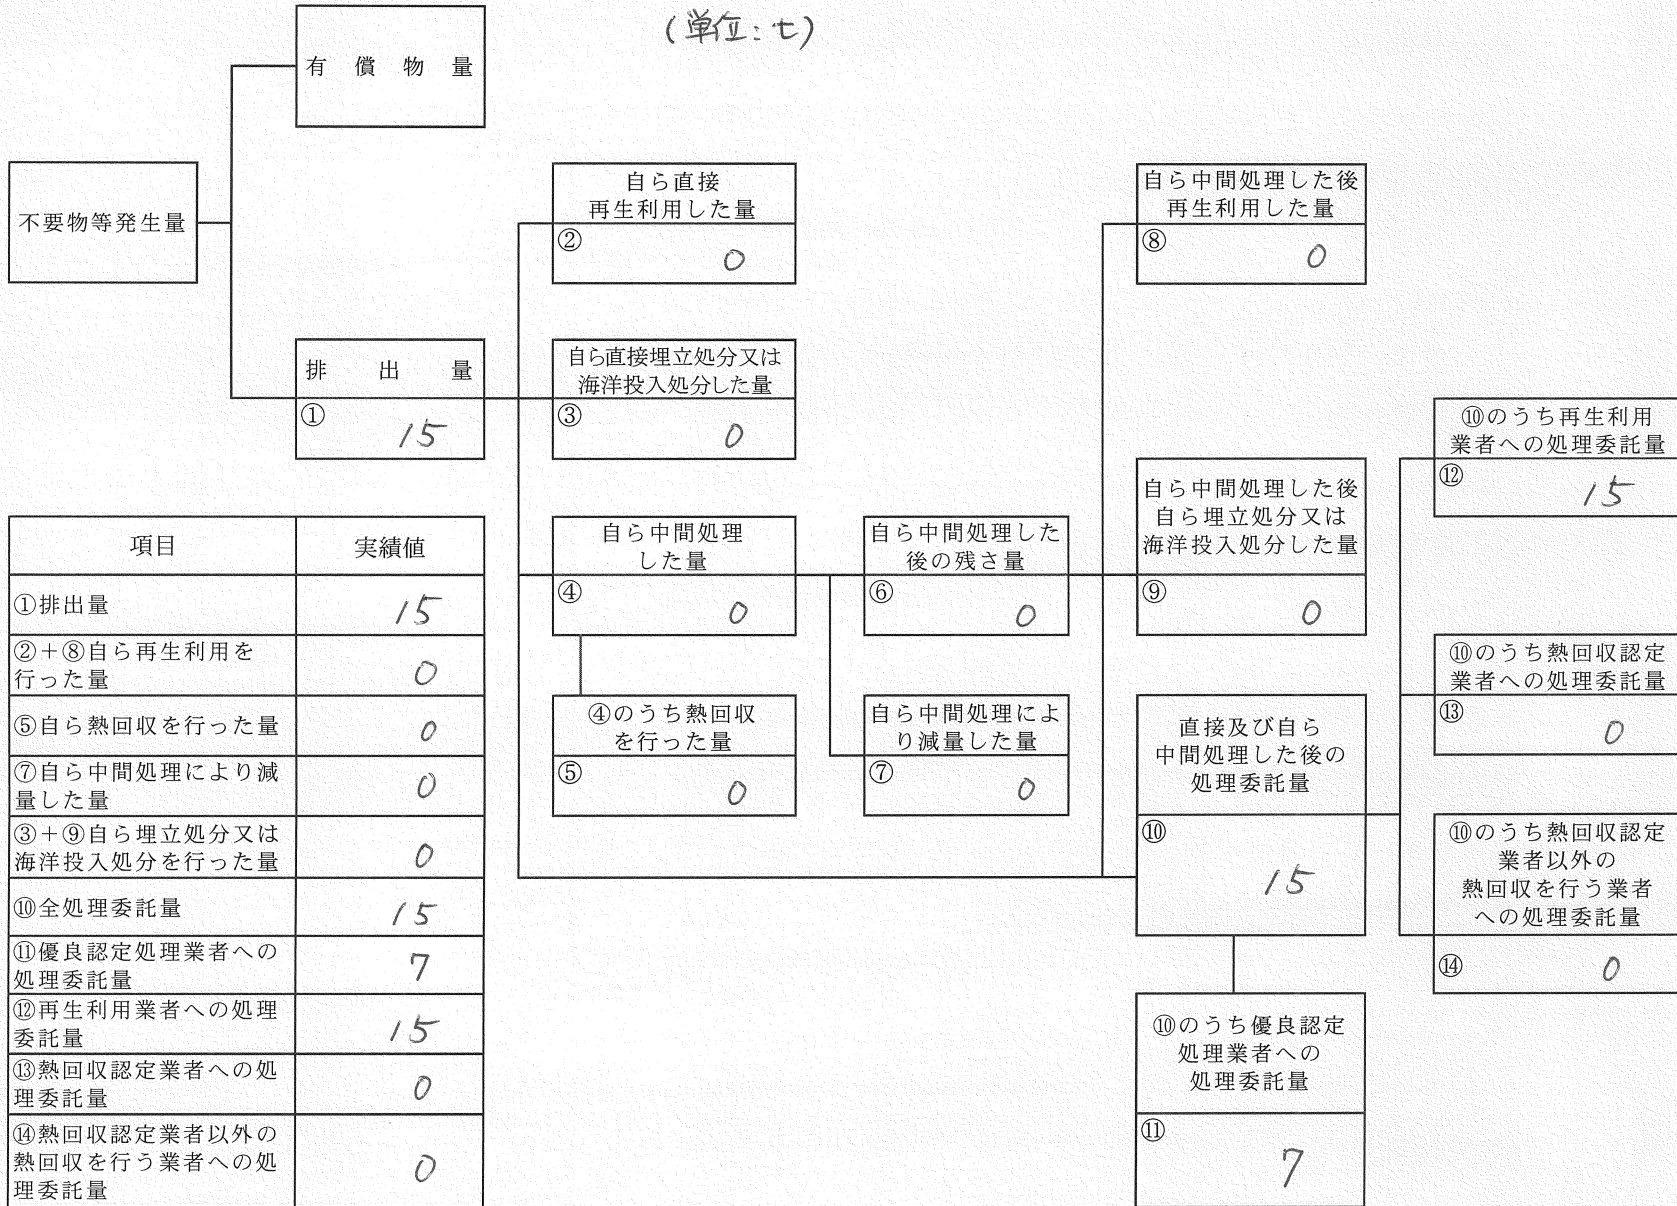 (単位:t)
有償物量
不要物等発生量
自ら直接
再生利用した量
②
0
自ら中間処理した後
再生利用した量
⑧
0
排出量
①
15
自ら直接埋立処分又は
海洋投入処分した量
③
0
⑩のうち再生利用
業者への処理委託量
⑫
15
自ら中間処理
した量
④
0
自ら中間処理した
後の残さ量
⑥
0
自ら中間処理した後
自ら埋立処分又は
海洋投入処分した量
⑨
0
⑩のうち熱回収認定
業者への処理委託量
⑬
0
④のうち熱回収
を行った量
⑤
0
自ら中間処理によ
り減量した量
⑦
0
直接及び自ら
中間処理した後の
処理委託量
⑩
15
⑩のうち熱回収認定
業者以外の
熱回収を行う業者
への処理委託量
⑭
0
⑩のうち優良認定
処理業者への
処理委託量
⑪
7
項目 実績値
①排出量 15
②+⑧自ら再生利用を
行った量 0
⑤自ら熱回収を行った量 0
⑦自ら中間処理により減
量した量 0
③+⑨自ら埋立処分又は
海洋投入処分を行った量 0
⑩全処理委託量 15
⑪優良認定処理業者への
処理委託量 7
⑫再生利用業者への処理
委託量 15
⑬熱回収認定業者への処
理委託量 0
⑭熱回収認定業者以外の
熱回収を行う業者への処
理委託量 0